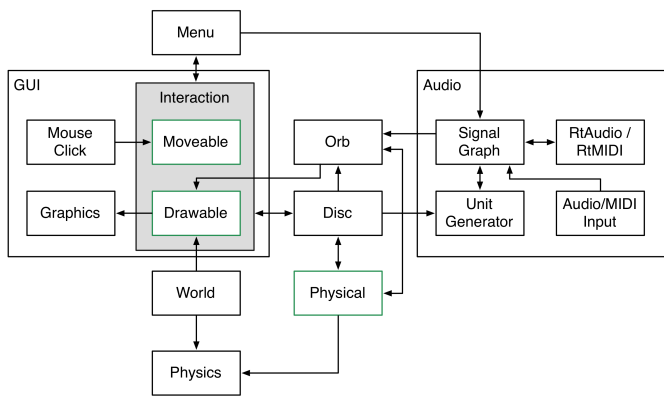 Menu
GUI
Interaction
Audio
Mouse
Click
Moveable
Orb
Signal
Graph
RtAudio /
RtMIDI
Graphics
Drawable
Disc
Unit
Generator
Audio/MIDI
Input
World
Physical
Physics